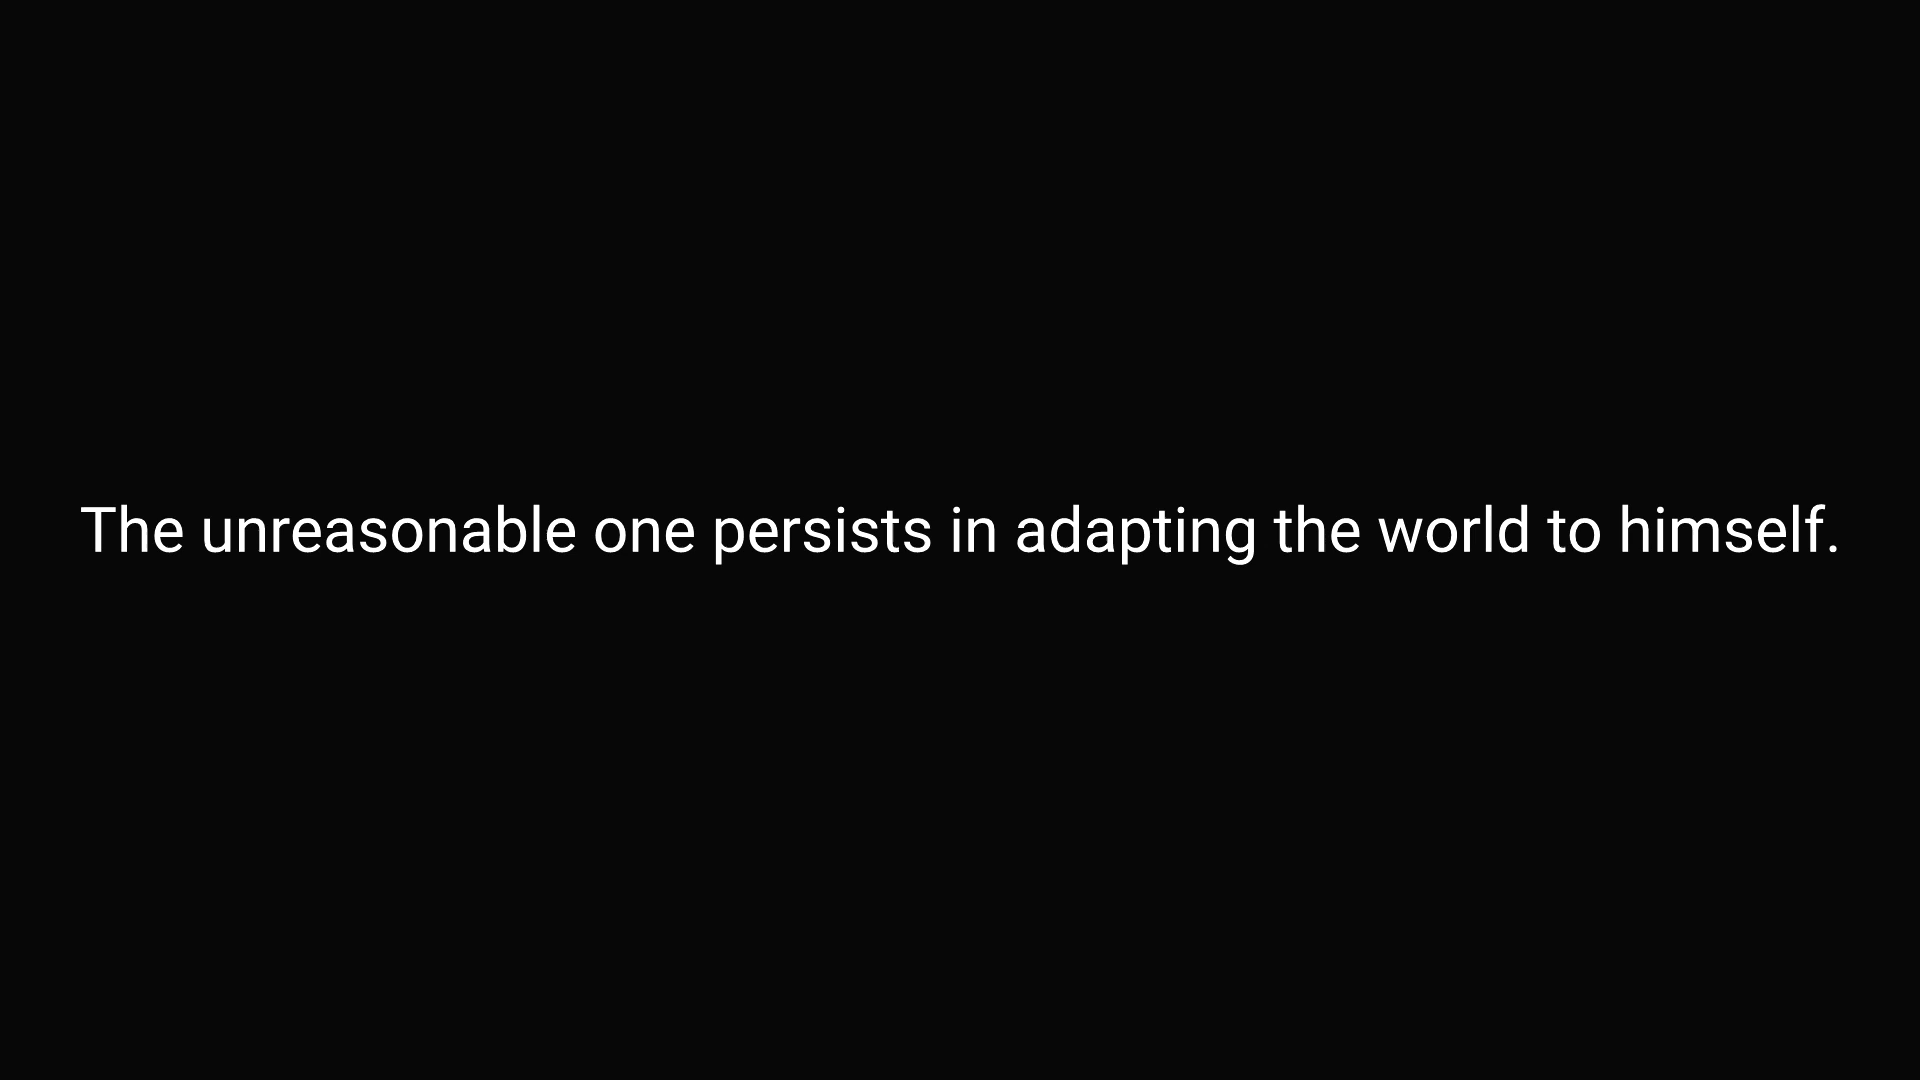 The unreasonable one persists in adapting the world to himself.